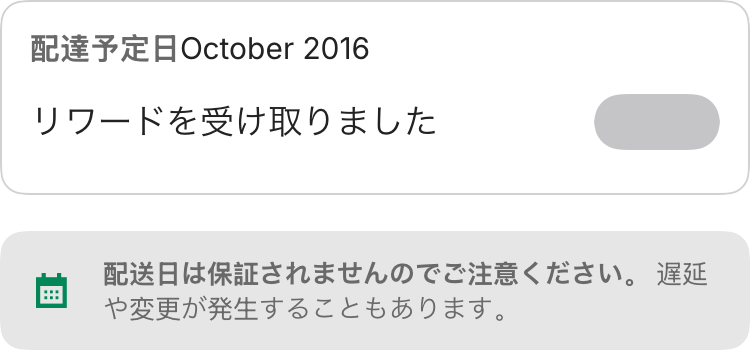 配達予定日October 2016
リワードを受け取りました
配送日は保証されませんのでご注意ください。 遅延
や変更が発生することもあります。